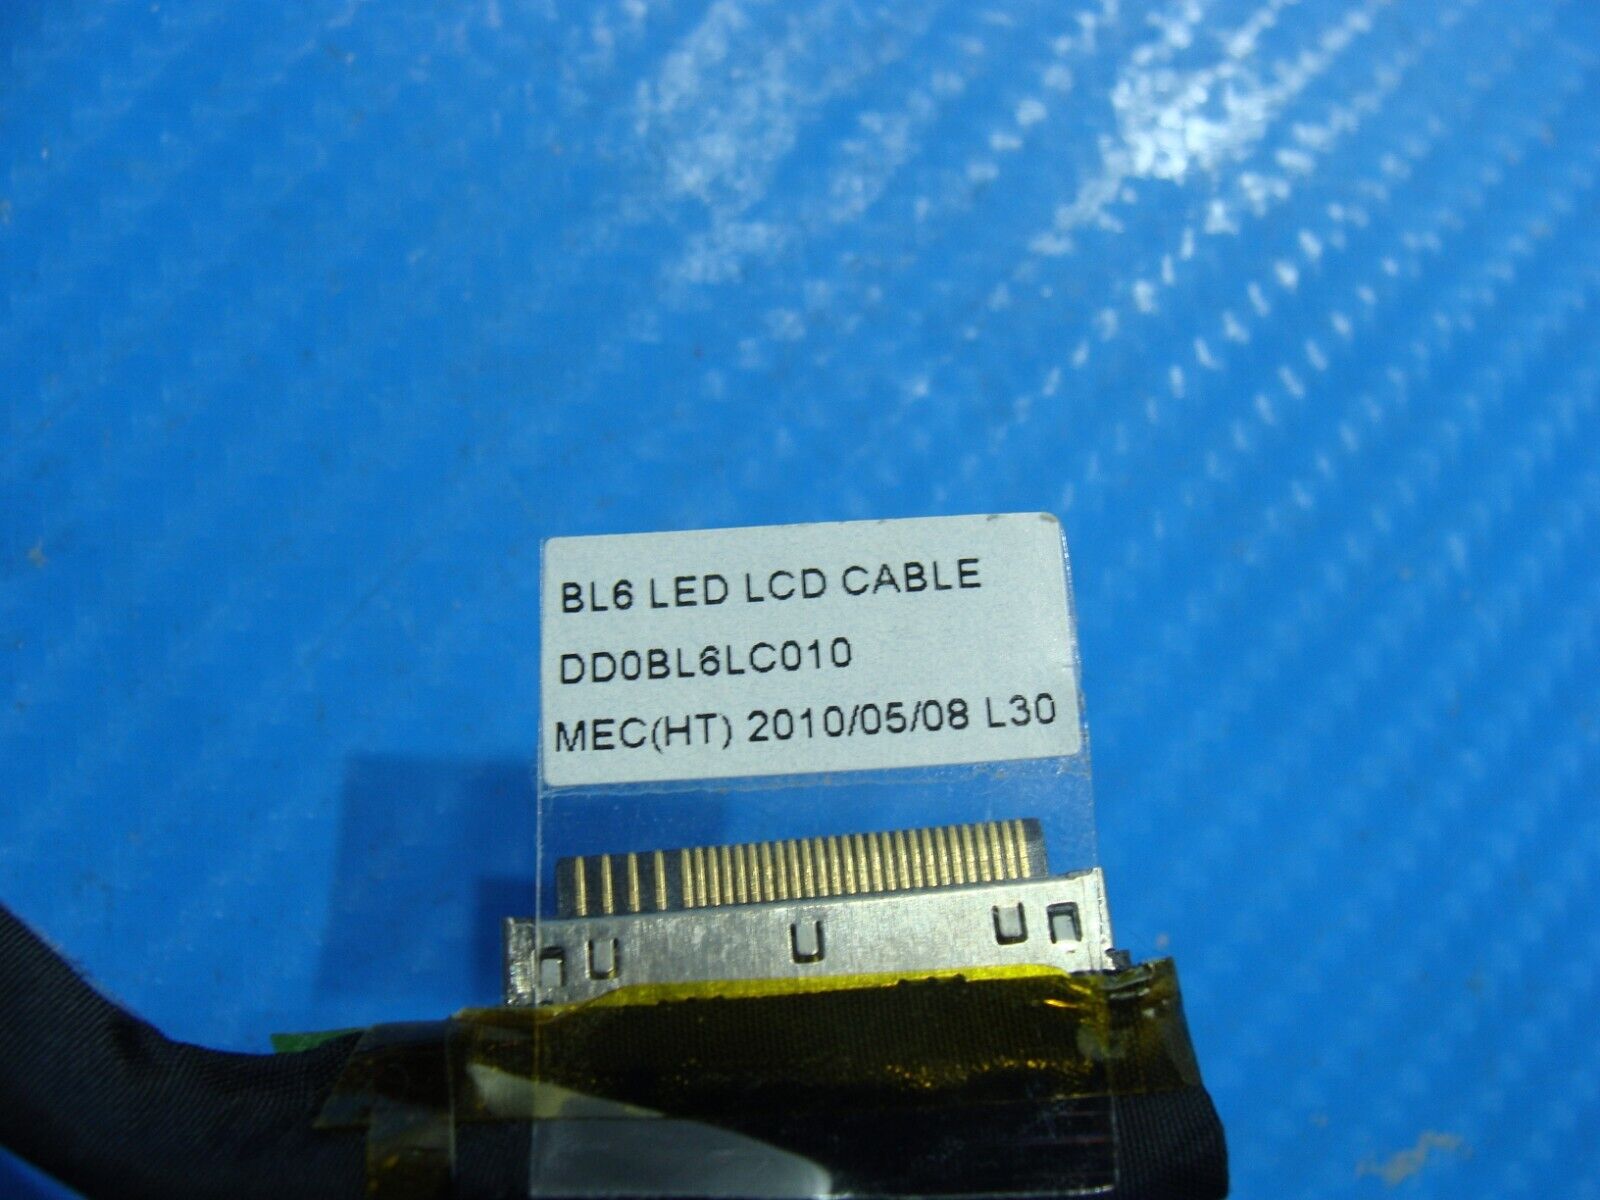 BL6 LED LCD CABLE
DD0BL6LC010
MEC(HT) 2010/05/08 L30